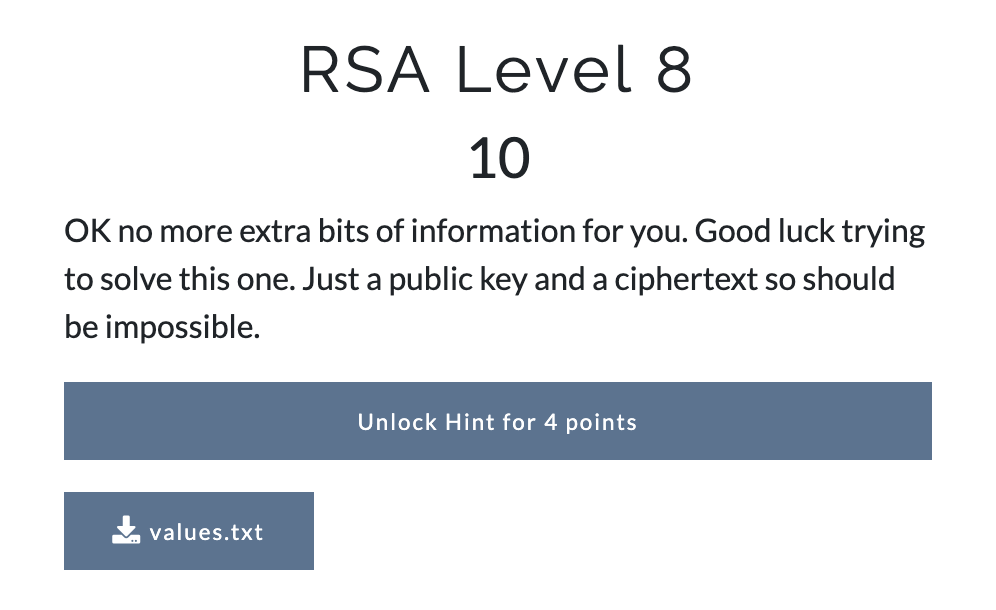 RSA Level 8
10
OK no more extra bits of information for you. Good luck trying
to solve this one. Just a public key and a ciphertext so should
be impossible.
Unlock Hint for 4 points
values.txt